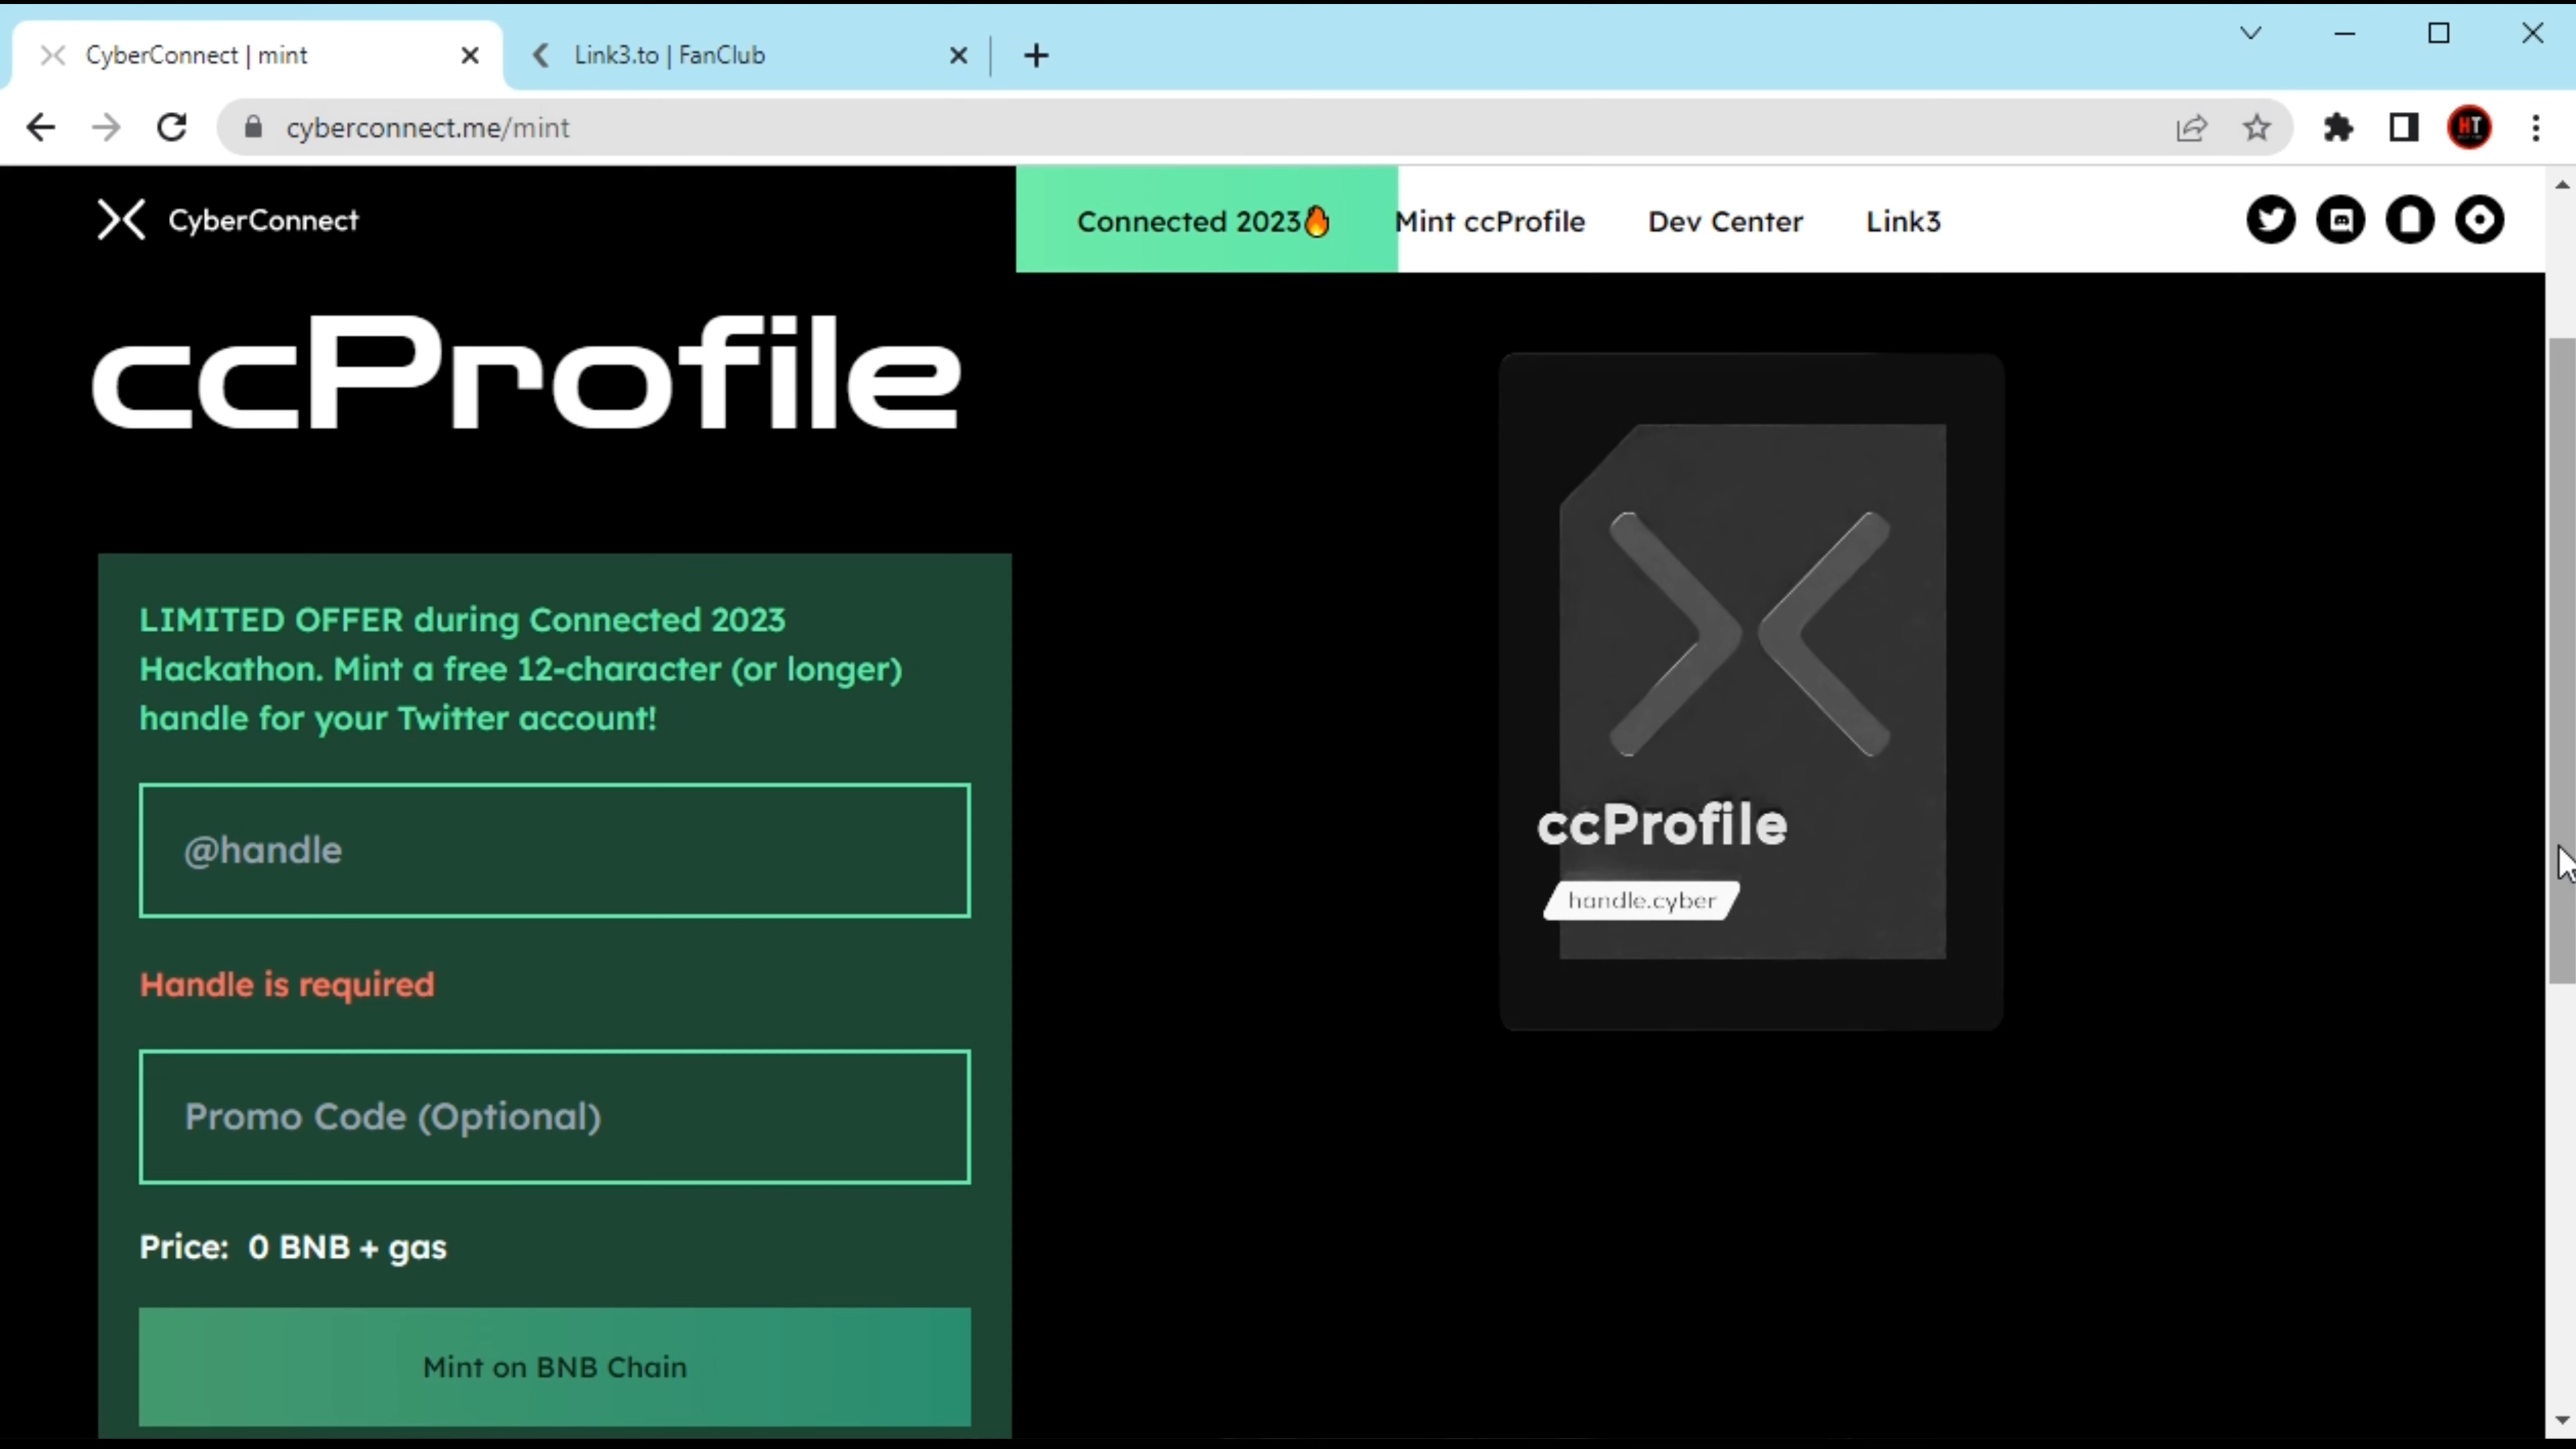 CyberConnect | mint
Link3.to | FanClub
cyberconnect.me/mint
CyberConnect
Connected 2023🔥
Mint ccProfile
Dev Center
Link3
HT
ccProfile
LIMITED OFFER during Connected 2023
Hackathon. Mint a free 12-character (or longer)
handle for your Twitter account!
@handle
Handle is required
Promo Code (Optional)
Price: 0 BNB + gas
Mint on BNB Chain
ccProfile
handle.cyber